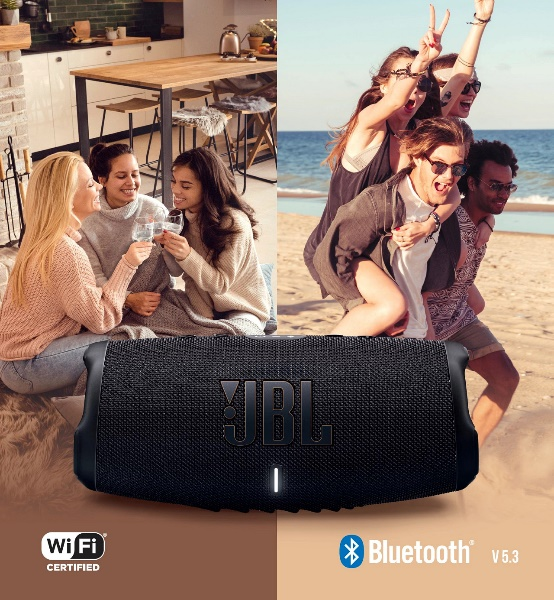 !JBL
WiFi®
CERTIFIED
Bluetooth® V 5.3